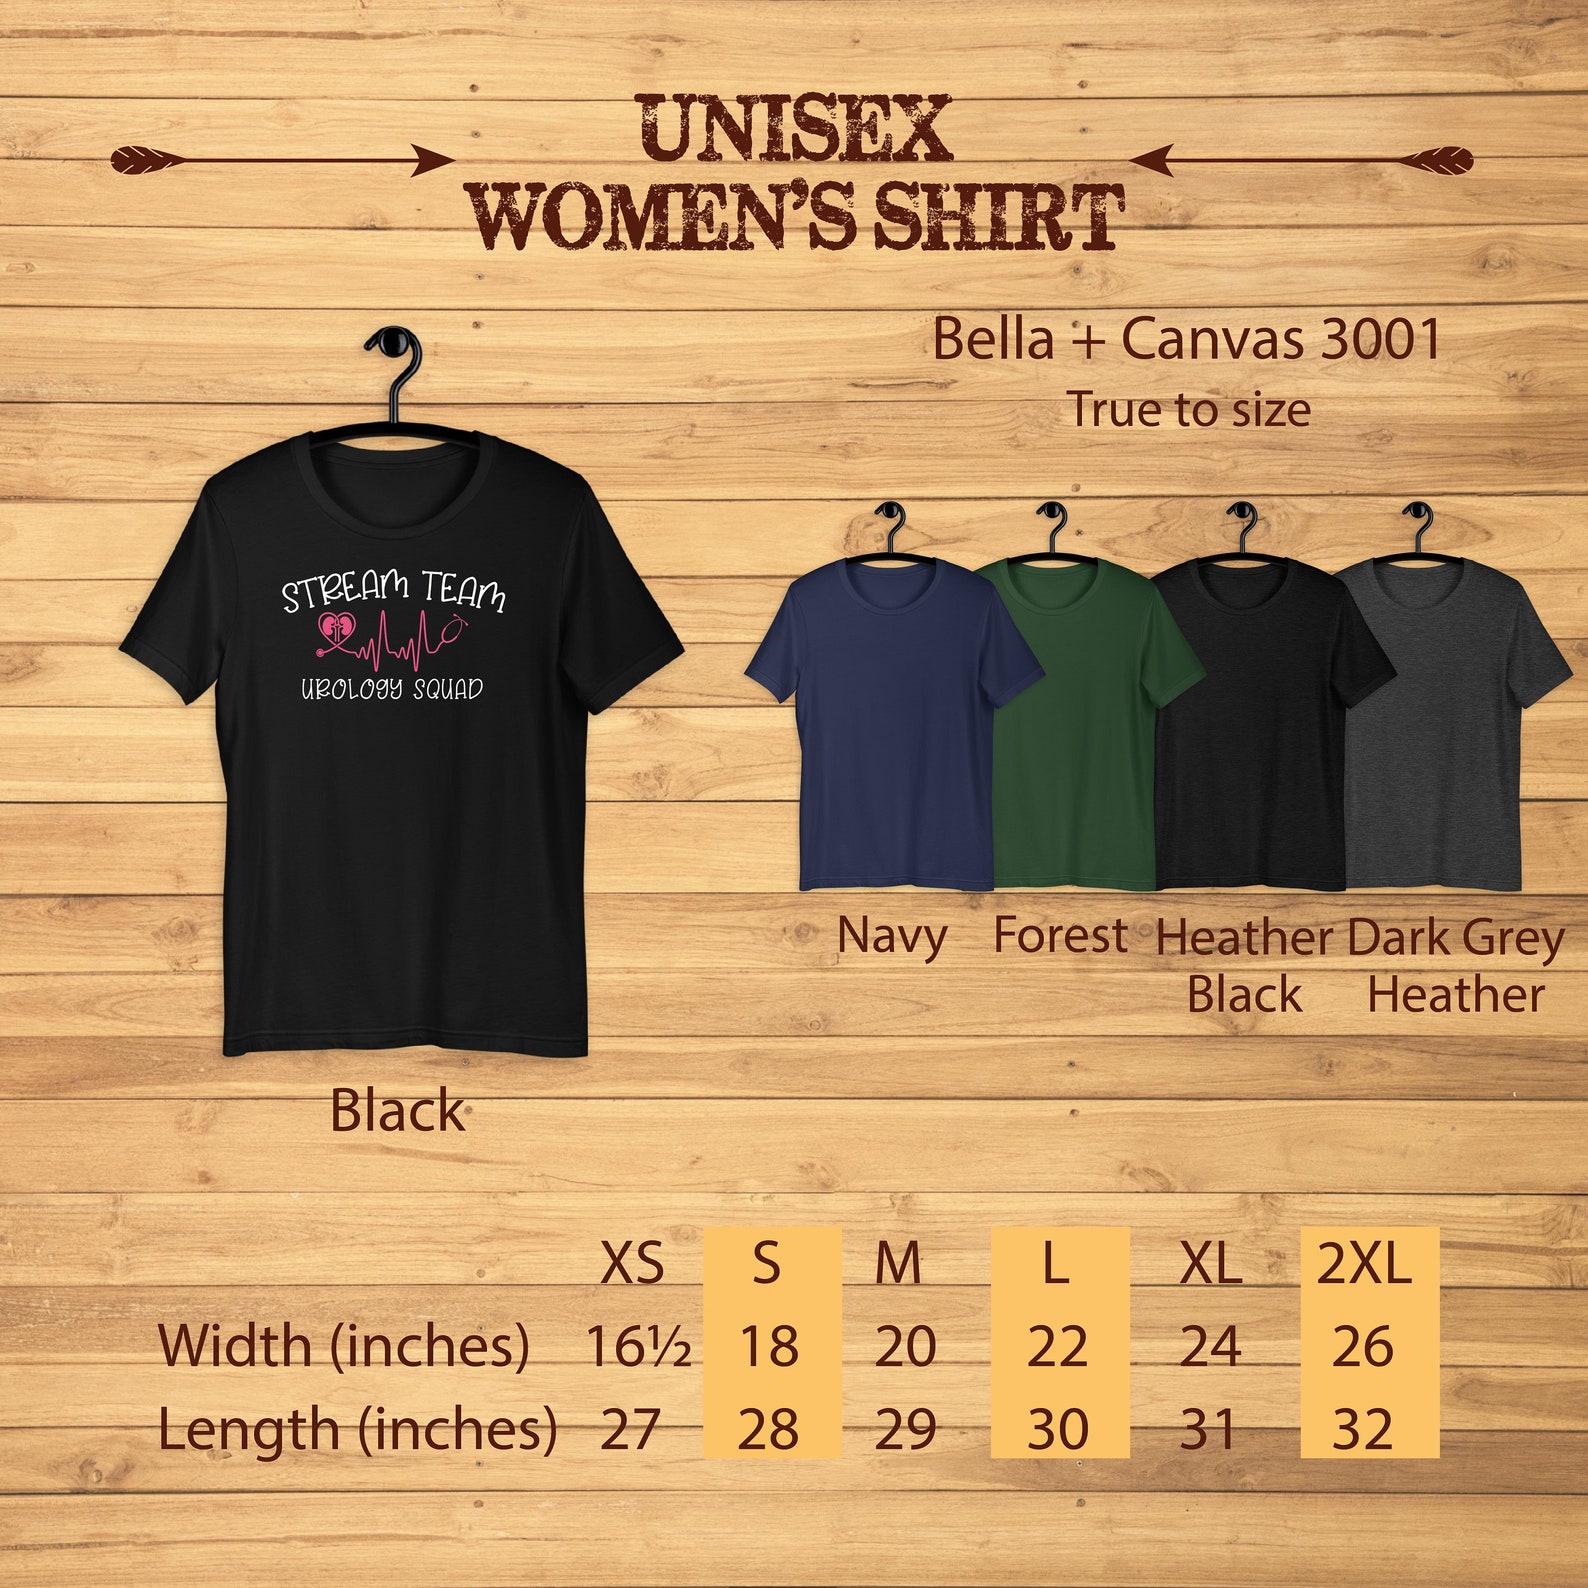 UNISEX
WOMEN'S SHIRT
Bella + Canvas 3001
True to size
STREAM TEAM
UROLOGY SQUAD
Navy
Forest
Heather
Black
Dark Grey
Heather
Black
XS S M L XL 2XL
Width (inches) 16½ 18 20 22 24 26
Length (inches) 27 28 29 30 31 32